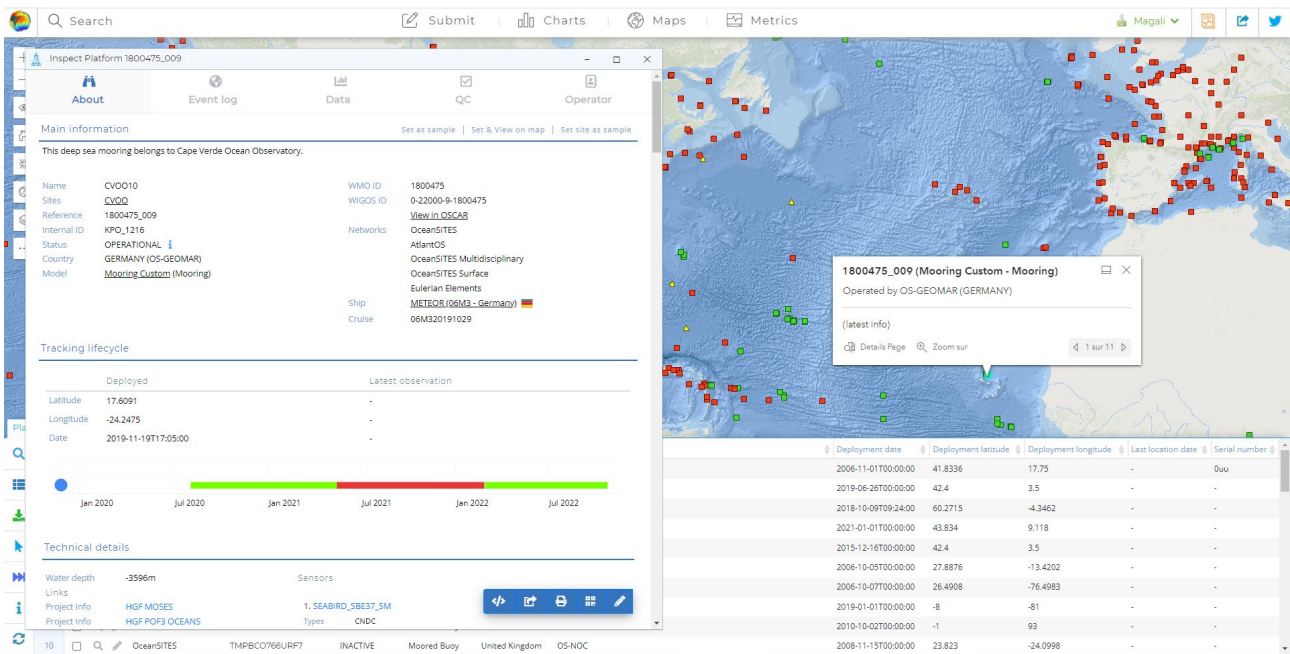 Search
Submit
Charts
Maps
Metrics
Magali
Inspect Platform 1800475_009
About
Event log
Data
QC
Operator
Main information
Set as sample | Set & View on map | Set site as sample
This deep sea mooring belongs to Cape Verde Ocean Observatory.
Name CVOO10
Sites CVOO
Reference 1800475_009
Internal ID KPO_1216
Status OPERATIONAL i
Country GERMANY (OS-GEOMAR)
Model Mooring Custom (Mooring)
WMO ID 1800475
WIGOS ID 0-22000-9-1800475
View in OSCAR
Networks OceanSITES
AtlantOS
OceanSITES Multidisciplinary
OceanSITES Surface
Eulerian Elements
Ship METEOR (06M3 - Germany)
Cruise 06M320191029
Tracking lifecycle
Deployed Latest observation
Latitude 17.6091 -
Longitude -24.2475 -
Date 2019-11-19T17:05:00 -
Jan 2020 Jul 2020 Jan 2021 Jul 2021 Jan 2022 Jul 2022
Technical details
Water depth -3596m
Links
Project Info HGF MOSES
Project Info HGF POF3 OCEANS
Sensors
1. SEABIRD_SBE37_SM
Types CNDC
1800475_009 (Mooring Custom - Mooring)
Operated by OS-GEOMAR (GERMANY)
(latest info)
Details Page Zoom sur 1 sur 11
Pla
Deployment date Deployment latitude Deployment longitude Last location date Serial number
2006-11-01T00:00:00 41.8336 17.75 - 0uu
2019-06-26T00:00:00 42.4 3.5 - -
2018-10-09T09:24:00 60.2715 -4.3462 - -
2021-01-01T00:00:00 43.834 9.118 - -
2015-12-16T00:00:00 42.4 3.5 - -
2006-10-05T00:00:00 27.8876 -13.4202 - -
2006-10-07T00:00:00 26.4908 -76.4983 - -
2019-01-01T00:00:00 -8 -81 - -
2010-10-02T00:00:00 -1 93 - -
10 OceanSITES TMPBCO766URF7 INACTIVE Moored Buoy United Kingdom OS-NOC 2008-11-15T00:00:00 23.823 -24.0998 - -